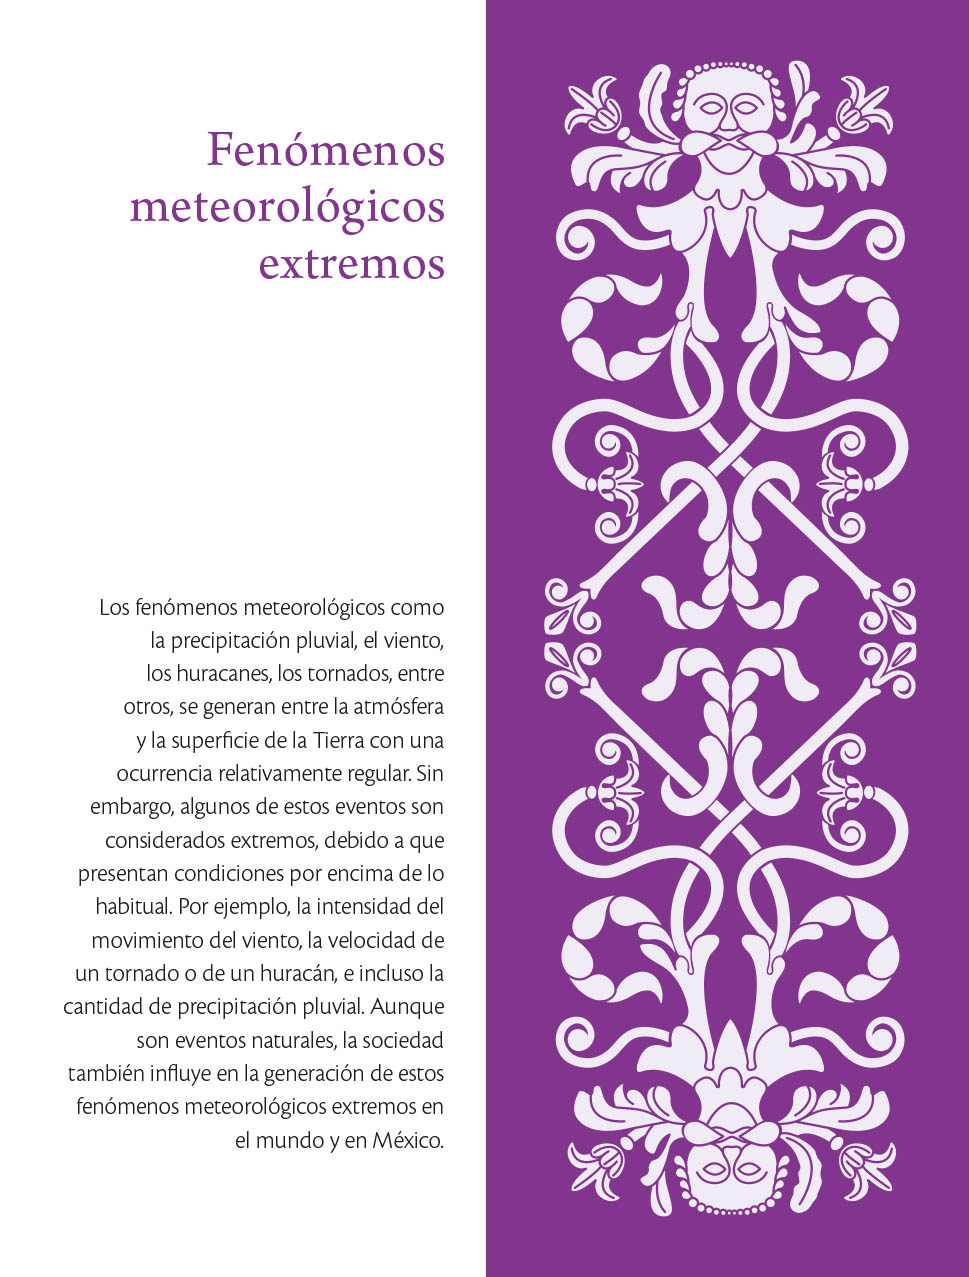 Fenómenos
meteorológicos
extremos
Los fenómenos meteorológicos como
la precipitación pluvial, el viento,
los huracanes, los tornados, entre
otros, se generan entre la atmósfera
y la superficie de la Tierra con una
ocurrencia relativamente regular. Sin
embargo, algunos de estos eventos son
considerados extremos, debido a que
presentan condiciones por encima de lo
habitual. Por ejemplo, la intensidad del
movimiento del viento, la velocidad de
un tornado o de un huracán, e incluso la
cantidad de precipitación pluvial. Aunque
son eventos naturales, la sociedad
también influye en la generación de estos
fenómenos meteorológicos extremos en
el mundo y en México.